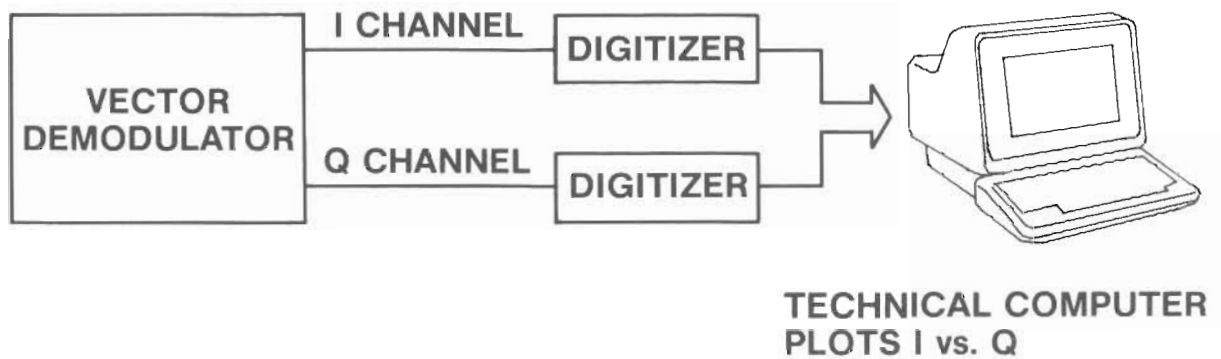 VECTOR
DEMODULATOR
I CHANNEL
DIGITIZER
Q CHANNEL
DIGITIZER
TECHNICAL COMPUTER
PLOTS I vs. Q